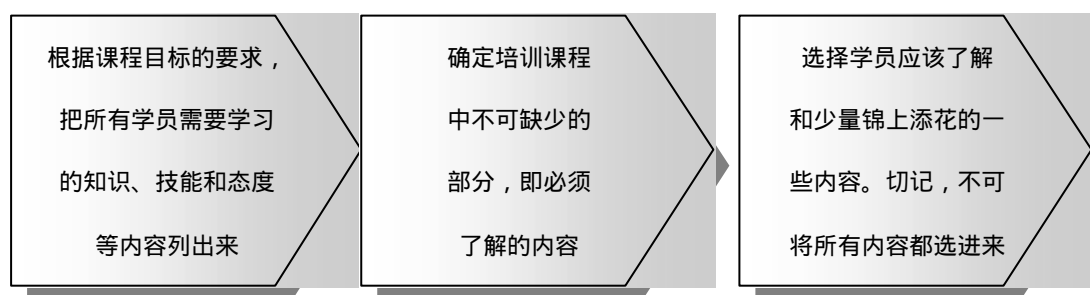 根据课程目标的要求，
把所有学员需要学习
的知识、技能和态度
等内容列出来
确定培训课程
中不可缺少的
部分，即必须
了解的内容
选择学员应该了解
和少量锦上添花的一
些内容。切记，不可
将所有内容都选进来